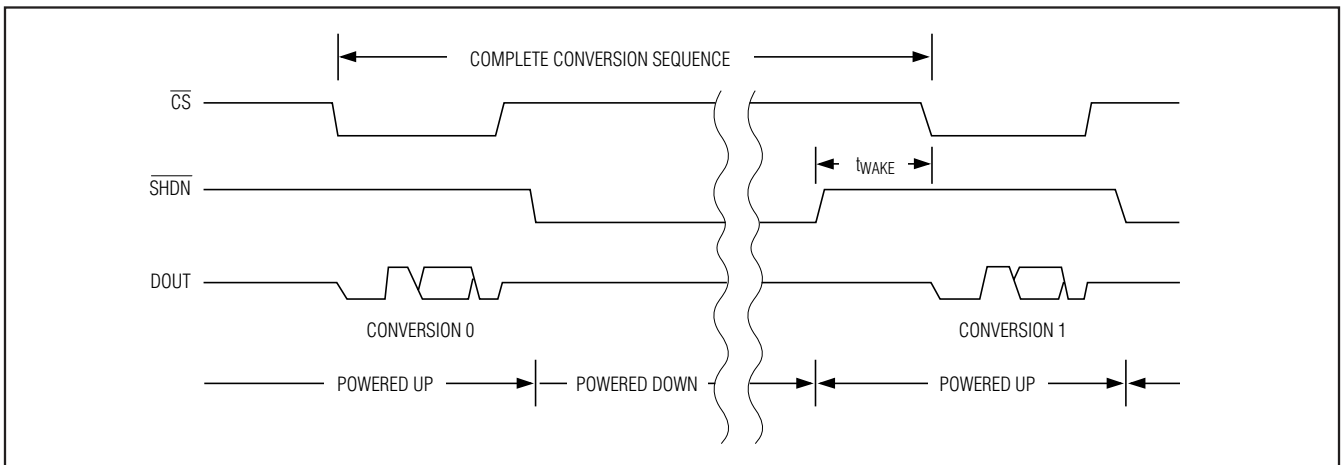 COMPLETE CONVERSION SEQUENCE
CS
tWAKE
SHDN
DOUT
CONVERSION 0
CONVERSION 1
POWERED UP
POWERED DOWN
POWERED UP